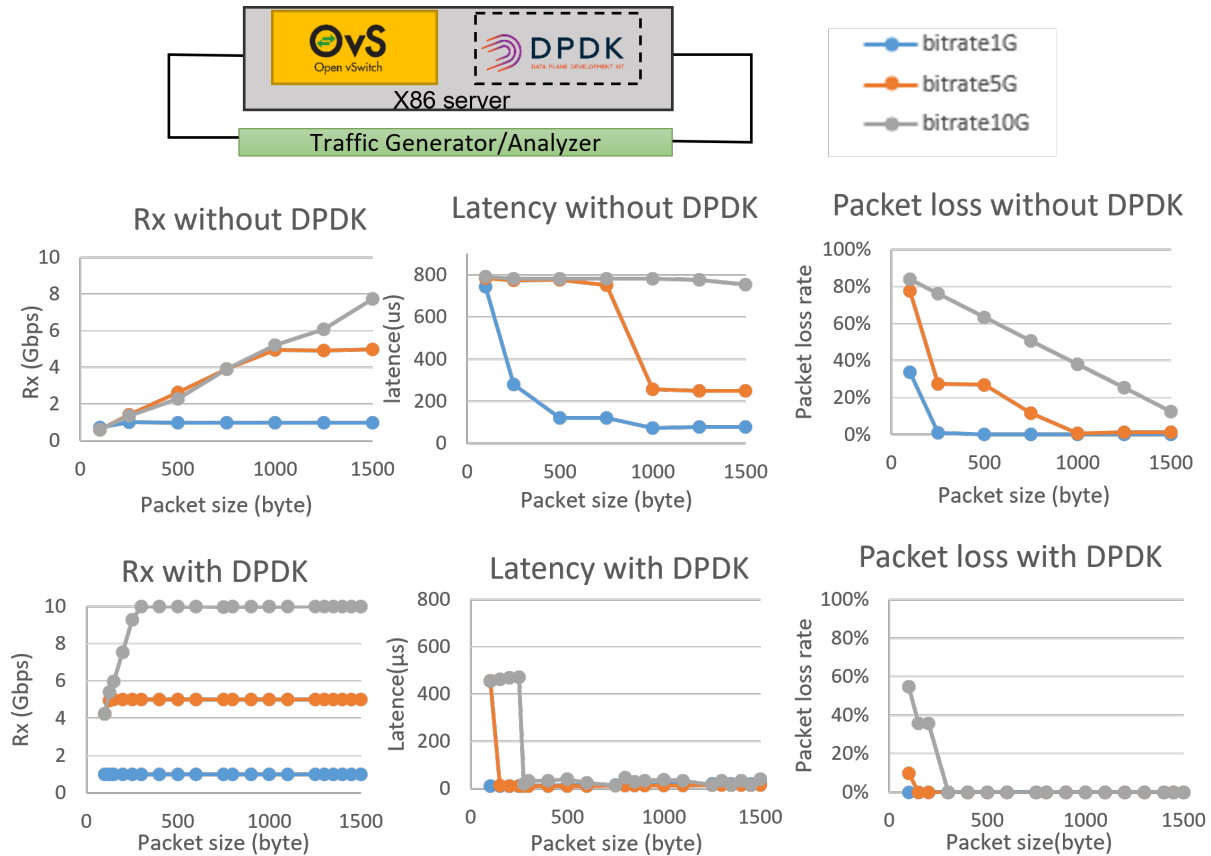 OvS
Open vSwitch
DPDK
DATA PLANE DEVELOPMENT KIT
X86 server
Traffic Generator/Analyzer
bitrate1G
bitrate5G
bitrate10G
Rx without DPDK
Rx (Gbps)
10
8
6
4
2
0
0
500
1000
1500
Packet size (byte)
Latency without DPDK
latence(us)
800
600
400
200
0
0
500
1000
1500
Packet size (byte)
Packet loss without DPDK
Packet loss rate
100%
80%
60%
40%
20%
0%
0
500
1000
1500
Packet size (byte)
Rx with DPDK
Rx (Gbps)
10
8
6
4
2
0
0
500
1000
1500
Packet size (byte)
Latency with DPDK
Latence(µs)
800
600
400
200
0
0
500
1000
1500
Packet size (byte)
Packet loss with DPDK
Packet loss rate
100%
80%
60%
40%
20%
0%
0
500
1000
1500
Packet size(byte)